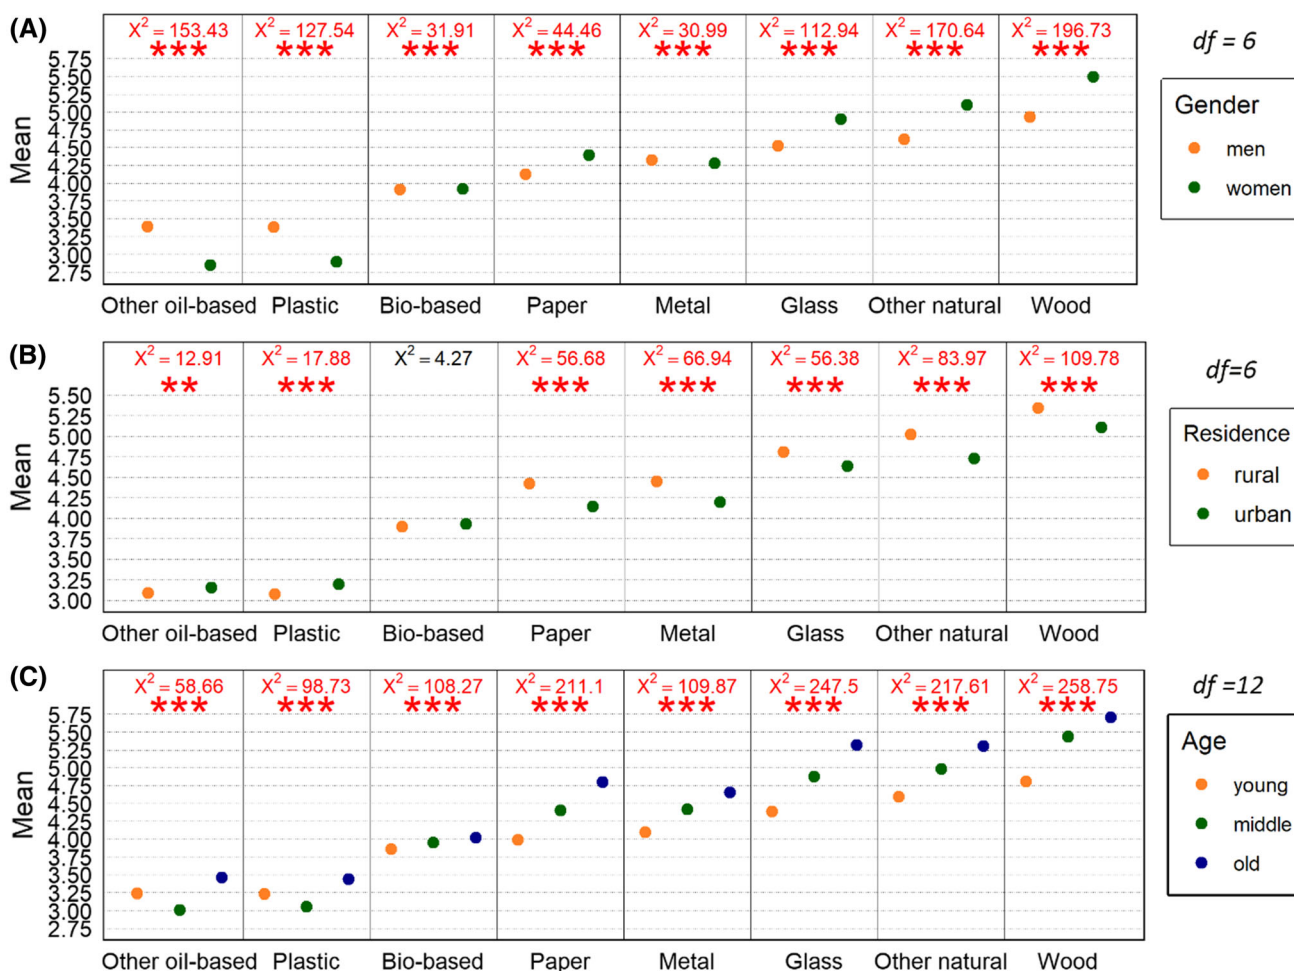 (A)
X² = 153.43 X² = 127.54 X² = 31.91 X² = 44.46 X² = 30.99 X² = 112.94 X² = 170.64 X² = 196.73
*** *** *** *** *** *** *** ***
df = 6
Mean
5.75
5.50
5.25
5.00
4.75
4.50
4.25
4.00
3.75
3.50
3.25
3.00
2.75
Gender
men
women
Other oil-based Plastic Bio-based Paper Metal Glass Other natural Wood
(B)
X² = 12.91 X² = 17.88 X² = 4.27 X² = 56.68 X² = 66.94 X² = 56.38 X² = 83.97 X² = 109.78
** *** *** *** *** *** ***
df=6
Mean
5.50
5.25
5.00
4.75
4.50
4.25
4.00
3.75
3.50
3.25
3.00
Residence
rural
urban
Other oil-based Plastic Bio-based Paper Metal Glass Other natural Wood
(C)
X² = 58.66 X² = 98.73 X² = 108.27 X² = 211.1 X² = 109.87 X² = 247.5 X² = 217.61 X² = 258.75
*** *** *** *** *** *** *** ***
df =12
Mean
5.75
5.50
5.25
5.00
4.75
4.50
4.25
4.00
3.75
3.50
3.25
3.00
2.75
Age
young
middle
old
Other oil-based Plastic Bio-based Paper Metal Glass Other natural Wood